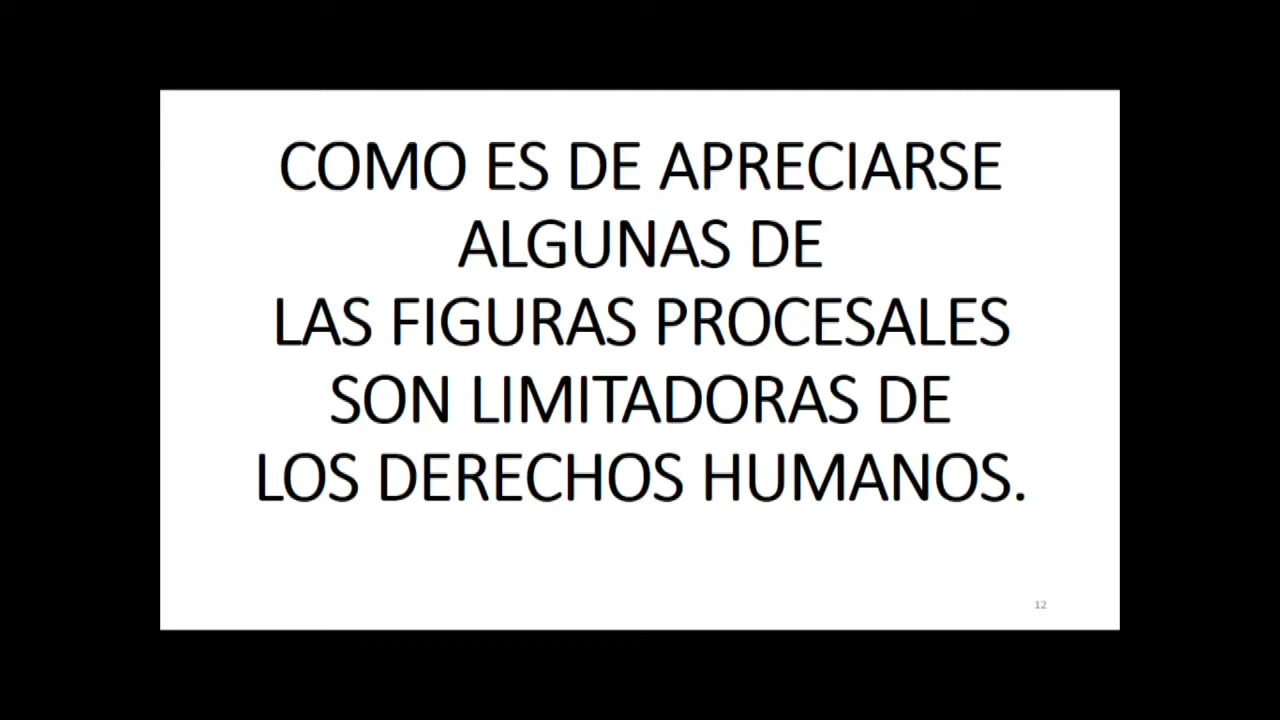 COMO ES DE APRECIARSE
ALGUNAS DE
LAS FIGURAS PROCESALES
SON LIMITADORAS DE
LOS DERECHOS HUMANOS.
12